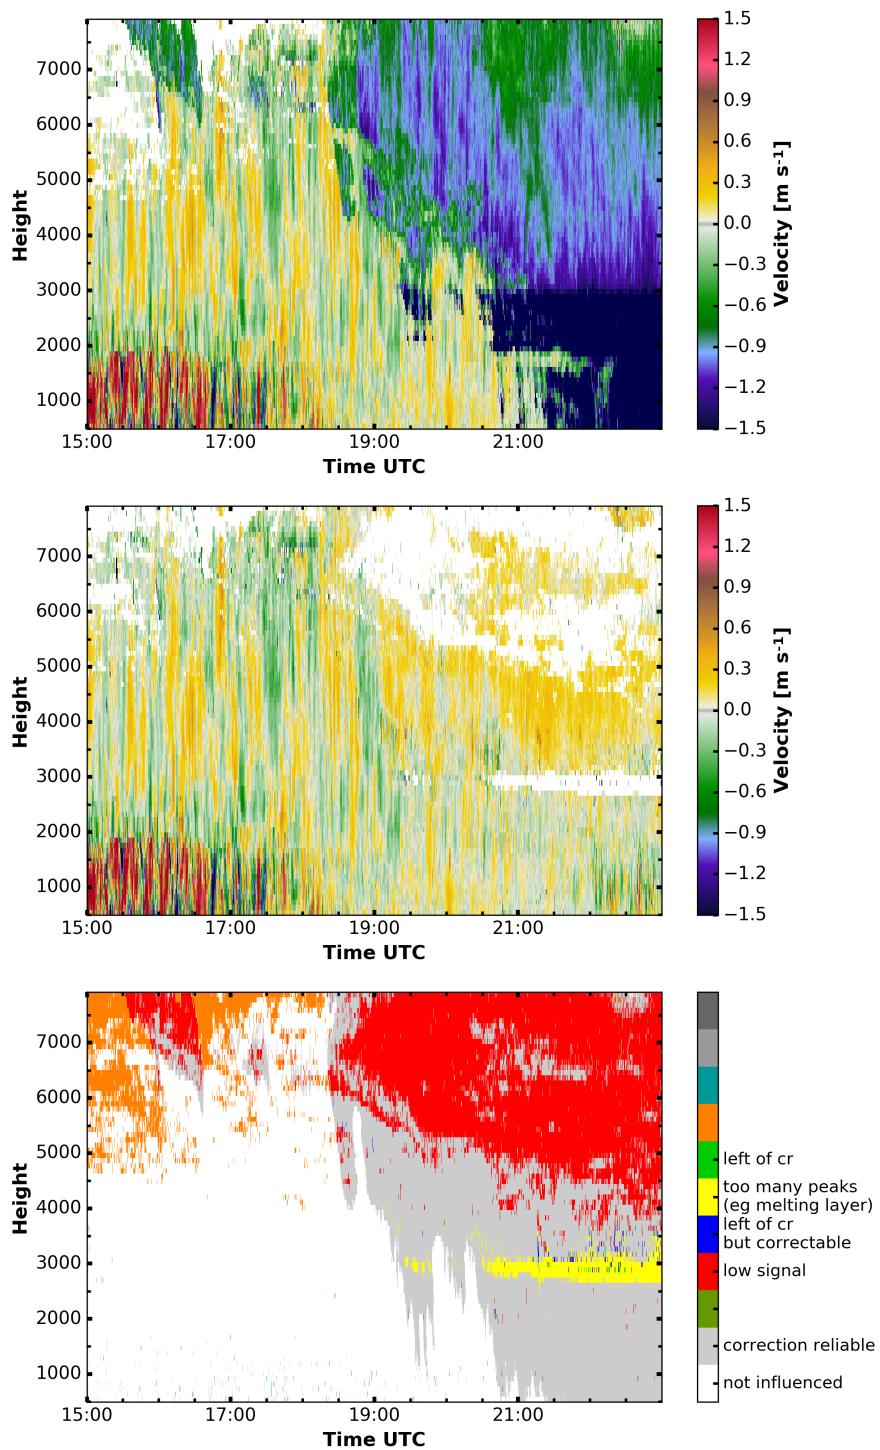 1.5
7000
1.2
6000
0.9
0.6
5000
0.3
4000
0.0
3000
−0.3
−0.6
2000
−0.9
1000
−1.2
−1.5
Height
Velocity [m s-1]
15:00 17:00 19:00 21:00
Time UTC
1.5
7000
1.2
6000
0.9
0.6
5000
0.3
4000
0.0
3000
−0.3
−0.6
2000
−0.9
1000
−1.2
−1.5
Height
Velocity [m s-1]
15:00 17:00 19:00 21:00
Time UTC
7000
6000
5000
4000
3000
2000
1000
Height
left of cr
too many peaks
(eg melting layer)
left of cr
but correctable
low signal
correction reliable
not influenced
15:00 17:00 19:00 21:00
Time UTC